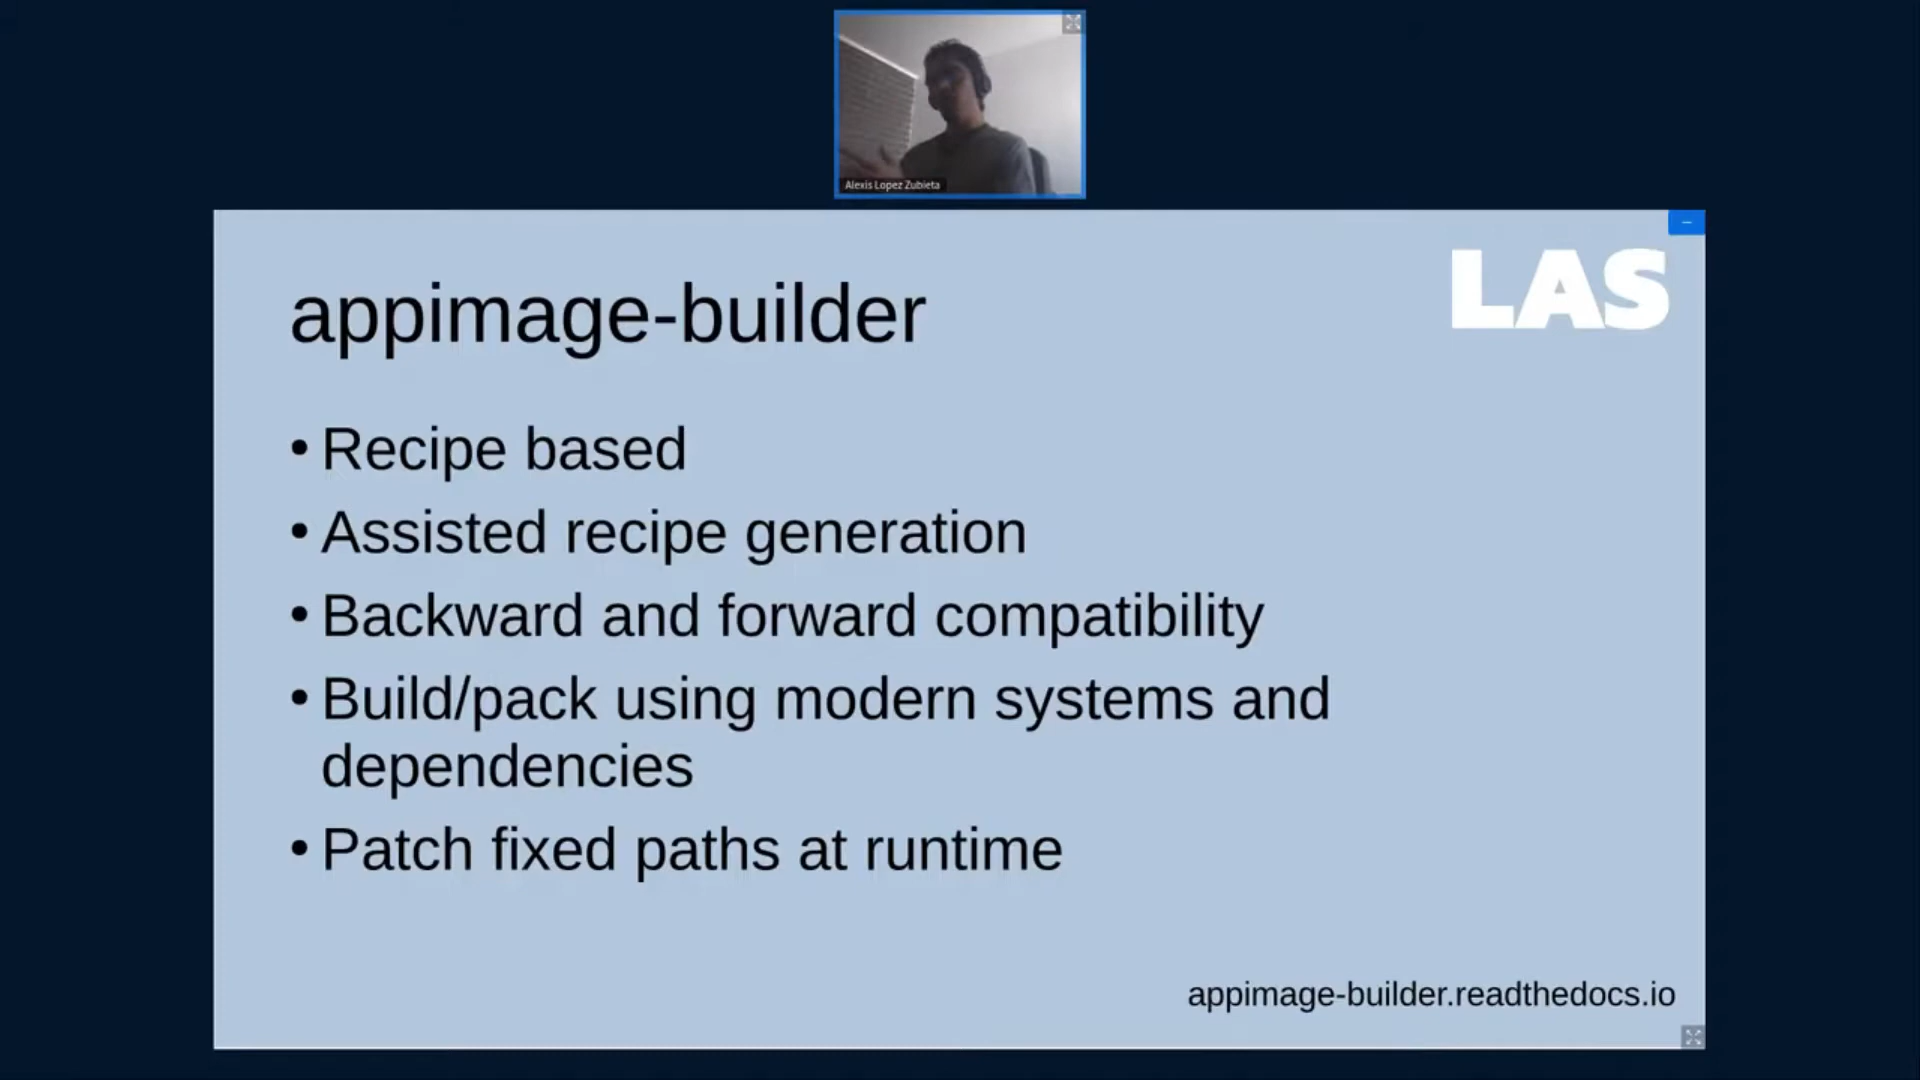 Alexis Lopez Zubieta
LAS
appimage-builder
• Recipe based
• Assisted recipe generation
• Backward and forward compatibility
• Build/pack using modern systems and
dependencies
• Patch fixed paths at runtime
appimage-builder.readthedocs.io